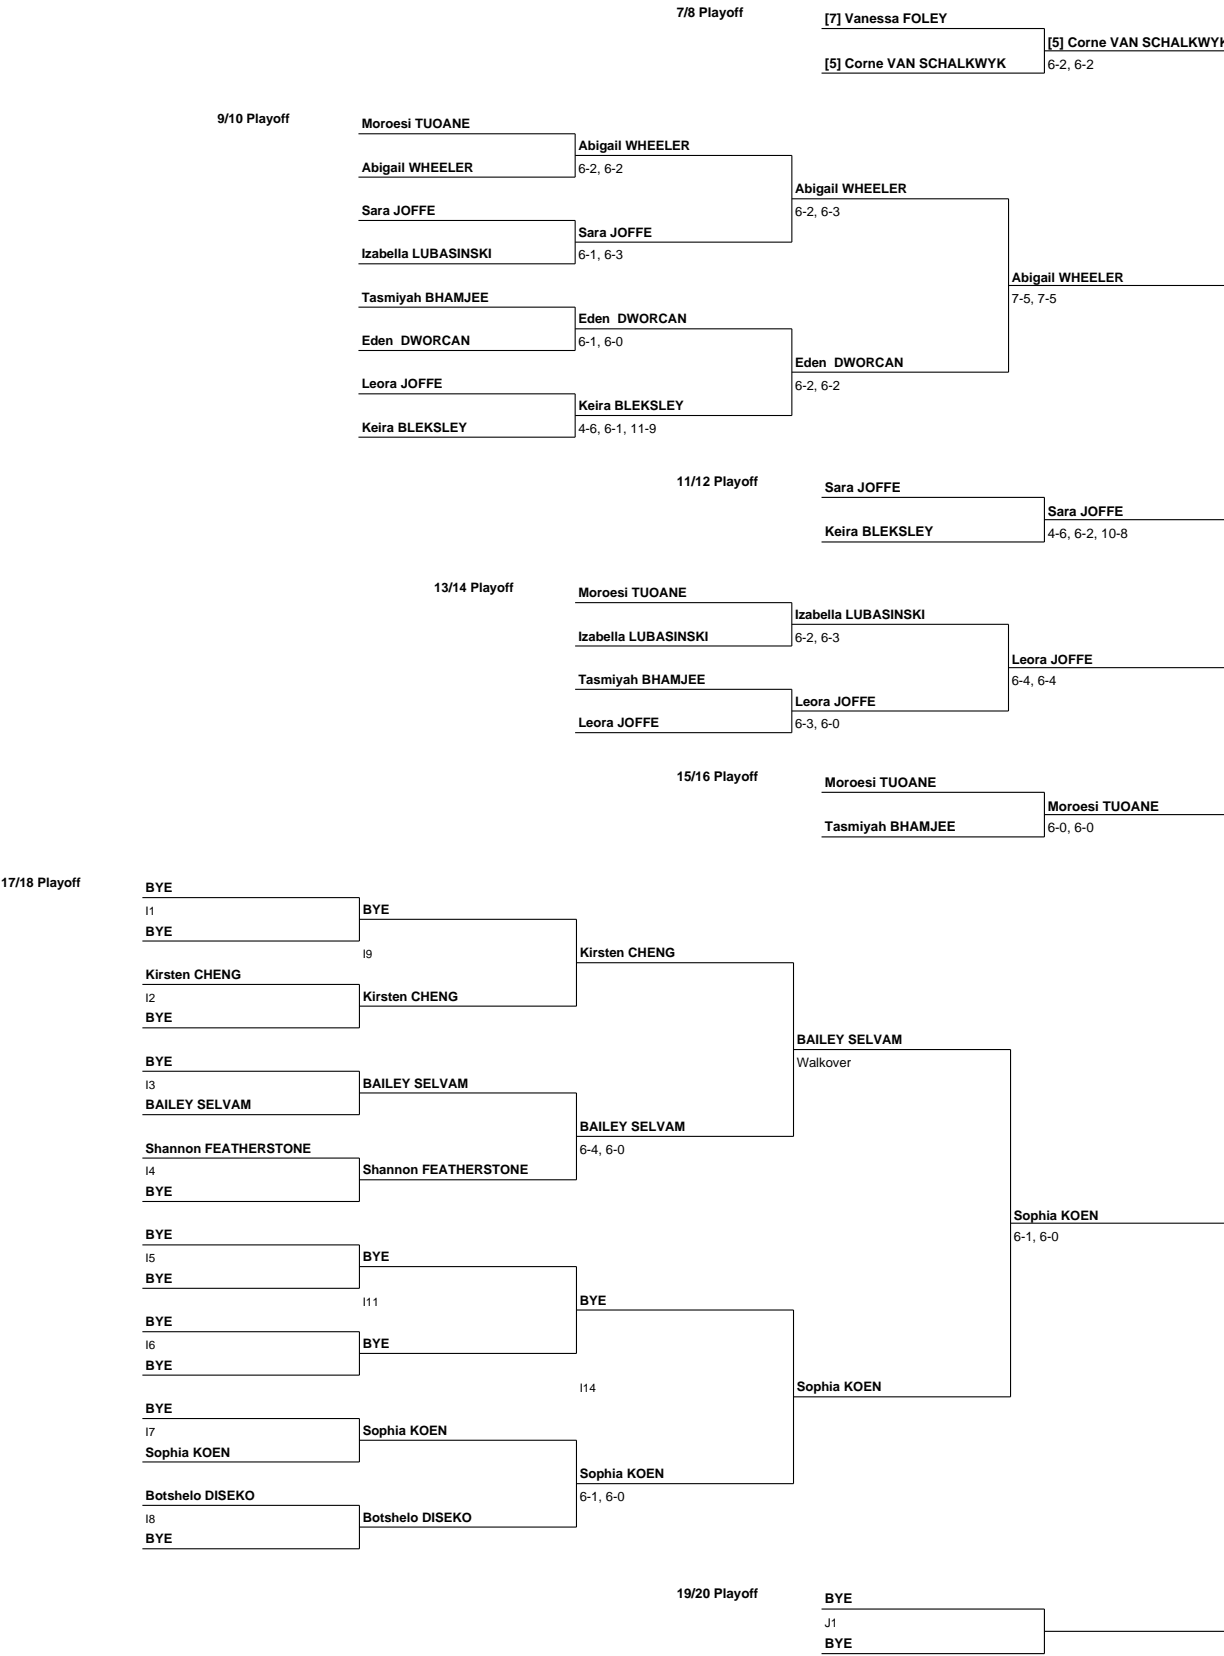 7/8 Playoff
[7] Vanessa FOLEY
[5] Corne VAN SCHALKWYK
[5] Corne VAN SCHALKWYK
6-2, 6-2
9/10 Playoff
Moroesi TUOANE
Abigail WHEELER
Abigail WHEELER
6-2, 6-2
Abigail WHEELER
6-2, 6-3
Sara JOFFE
Sara JOFFE
Izabella LUBASINSKI
6-1, 6-3
Abigail WHEELER
7-5, 7-5
Tasmiyah BHAMJEE
Eden  DWORCAN
Eden  DWORCAN
6-1, 6-0
Eden  DWORCAN
6-2, 6-2
Leora JOFFE
Keira BLEKSLEY
Keira BLEKSLEY
4-6, 6-1, 11-9
11/12 Playoff
Sara JOFFE
Sara JOFFE
Keira BLEKSLEY
4-6, 6-2, 10-8
13/14 Playoff
Moroesi TUOANE
Izabella LUBASINSKI
Izabella LUBASINSKI
6-2, 6-3
Leora JOFFE
6-4, 6-4
Tasmiyah BHAMJEE
Leora JOFFE
Leora JOFFE
6-3, 6-0
15/16 Playoff
Moroesi TUOANE
Moroesi TUOANE
Tasmiyah BHAMJEE
6-0, 6-0
17/18 Playoff
BYE
I1
BYE
BYE
I9
Kirsten CHENG
Kirsten CHENG
I2
Kirsten CHENG
BYE
BAILEY SELVAM
Walkover
BYE
I3
BAILEY SELVAM
BAILEY SELVAM
BAILEY SELVAM
6-4, 6-0
Shannon FEATHERSTONE
I4
Shannon FEATHERSTONE
BYE
Sophia KOEN
6-1, 6-0
BYE
I5
BYE
BYE
I11
BYE
BYE
I6
BYE
BYE
I14
Sophia KOEN
BYE
I7
Sophia KOEN
Sophia KOEN
Sophia KOEN
6-1, 6-0
Botshelo DISEKO
I8
Botshelo DISEKO
BYE
19/20 Playoff
BYE
J1
BYE